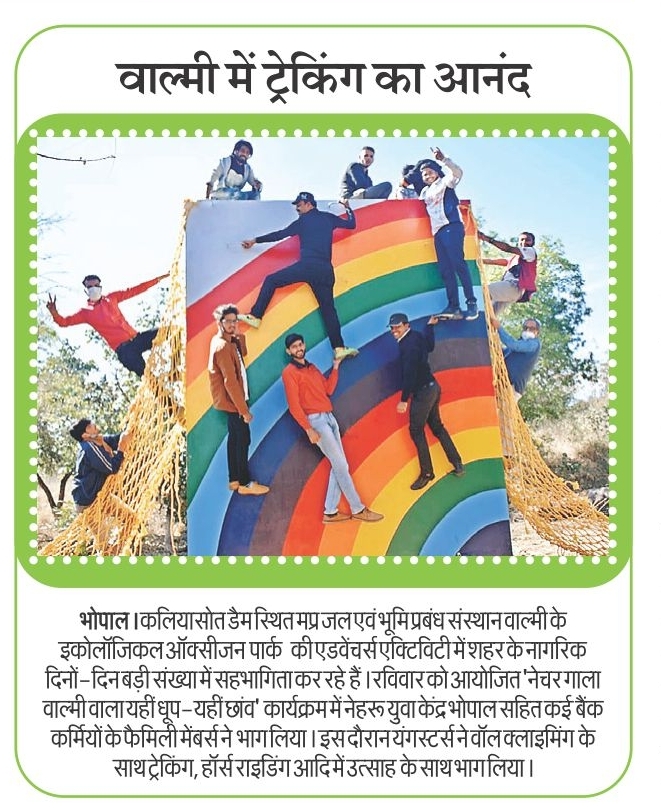 वाल्मी में ट्रेकिंग का आनंद
भोपाल। कलियासोत डैम स्थित मप्र जल एवं भूमि प्रबंध संस्थान वाल्मी के
इकोलॉजिकल ऑक्सीजन पार्क की एडवेंचर्स एक्टिविटी में शहर के नागरिक
दिनों-दिन बड़ी संख्या में सहभागिता कर रहे हैं। रविवार को आयोजित 'नेचर गाला
वाल्मी वाला यहीं धूप-यहीं छांव' कार्यक्रम में नेहरू युवा केंद्र भोपाल सहित कई बैंक
कर्मियों के फैमिली मेंबर्स ने भाग लिया। इस दौरान यंगस्टर्स ने वॉल क्लाइमिंग के
साथ ट्रेकिंग, हॉर्स राइडिंग आदि में उत्साह के साथ भाग लिया।